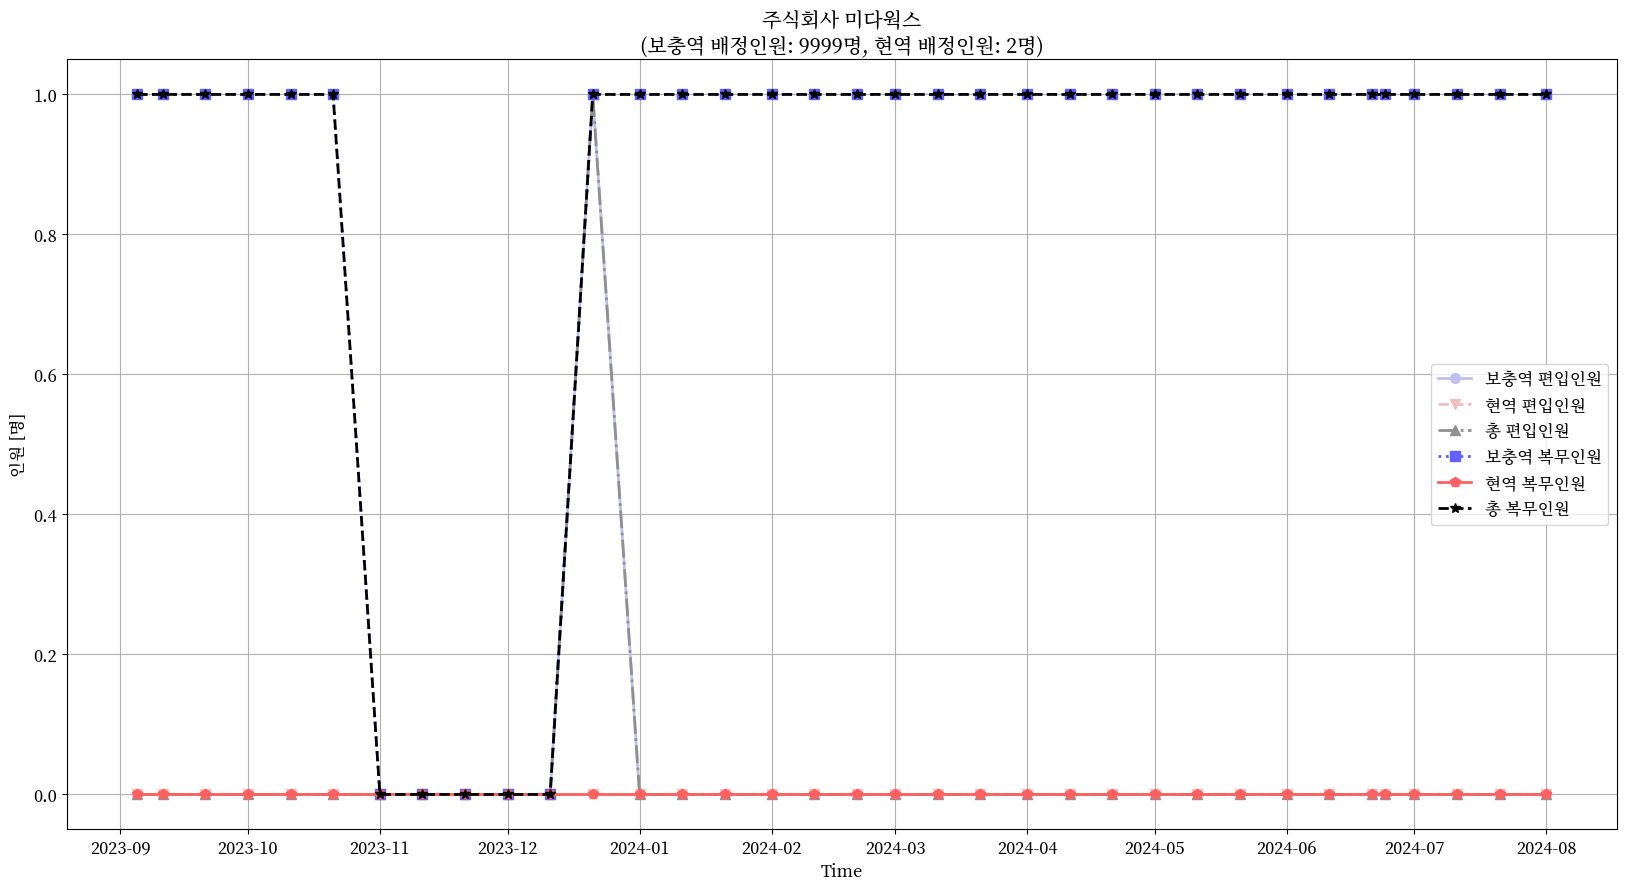 주식회사 미다웍스
(보충역 배정인원: 9999명, 현역 배정인원: 2명)
인원 [명]
1.0
0.8
0.6
0.4
0.2
0.0
보충역 편입인원
현역 편입인원
총 편입인원
보충역 복무인원
현역 복무인원
총 복무인원
2023-09 2023-10 2023-11 2023-12 2024-01 2024-02 2024-03 2024-04 2024-05 2024-06 2024-07 2024-08
Time